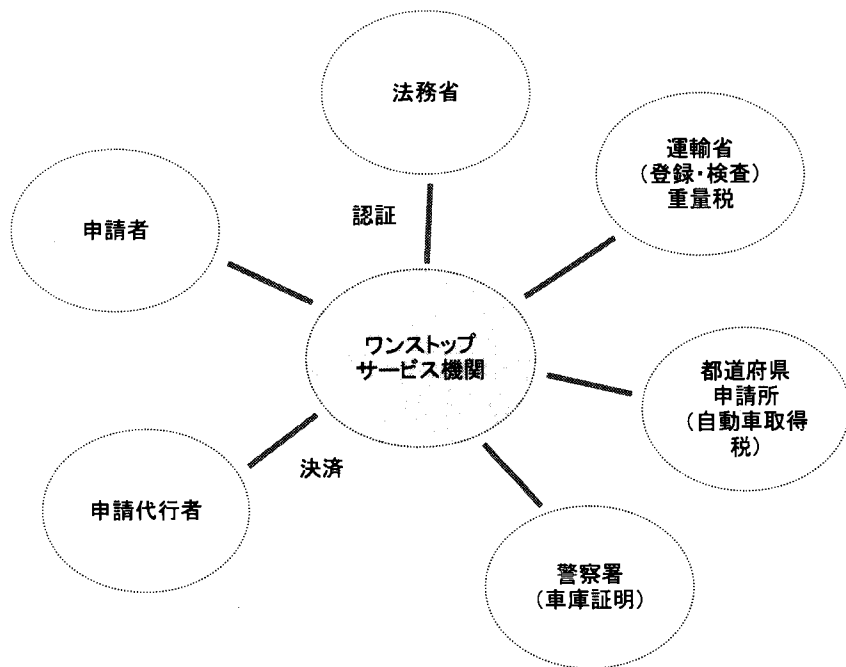 法務省
運輸省
(登録・検査)
重量税
認証
申請者
ワンストップ
サービス機関
都道府県
申請所
(自動車取得
税)
決済
申請代行者
警察署
(車庫証明)